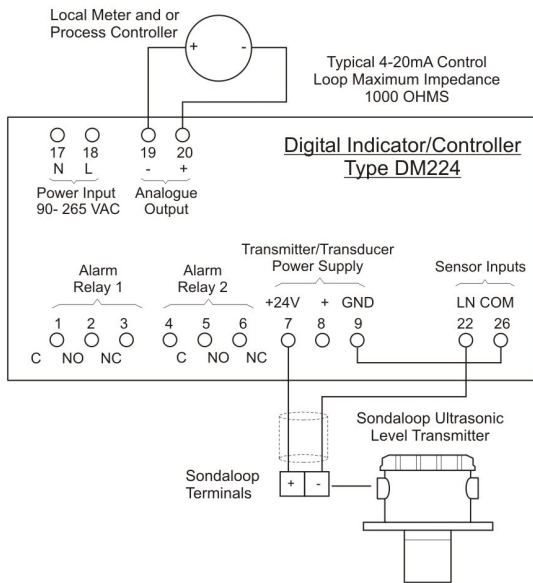 Local Meter and or
Process Controller
+ -
Typical 4-20mA Control
Loop Maximum Impedance
1000 OHMS
17 18 19 20
N L - +
Power Input
90- 265 VAC
Analogue
Output
Digital Indicator/Controller
Type DM224
Transmitter/Transducer
Power Supply
Sensor Inputs
Alarm
Relay 1
Alarm
Relay 2
+24V + GND
LN COM
1 2 3 4 5 6 7 8 9 22 26
C NO NC C NO NC
Sondaloop Ultrasonic
Level Transmitter
Sondaloop
Terminals
+ -